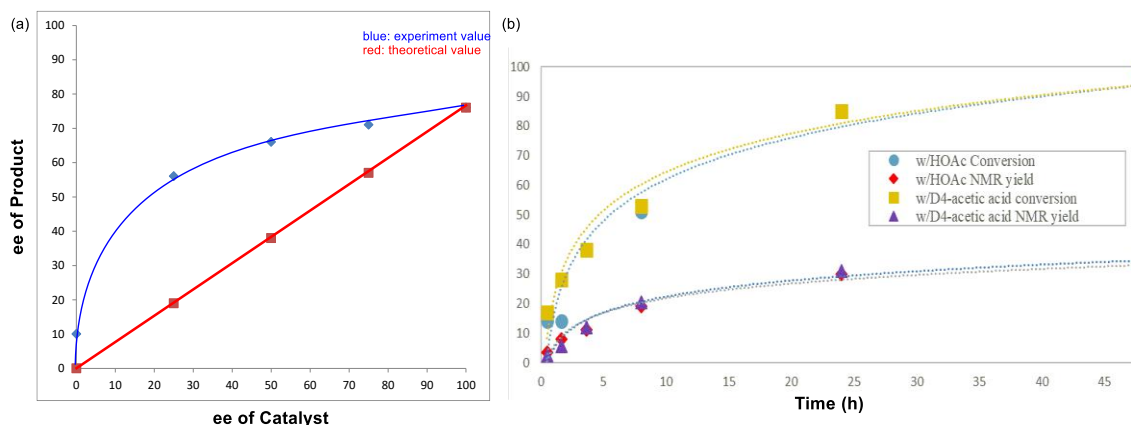 (a)
blue: experiment value
red: theoretical value
100
90
80
70
60
50
40
30
20
10
0
0 10 20 30 40 50 60 70 80 90 100
ee of Product
ee of Catalyst
(b)
100
90
80
70
60
50
40
30
20
10
0
0 5 10 15 20 25 30 35 40 45
w/HOAc Conversion
w/HOAc NMR yield
w/D4-acetic acid conversion
w/D4-acetic acid NMR yield
Time (h)